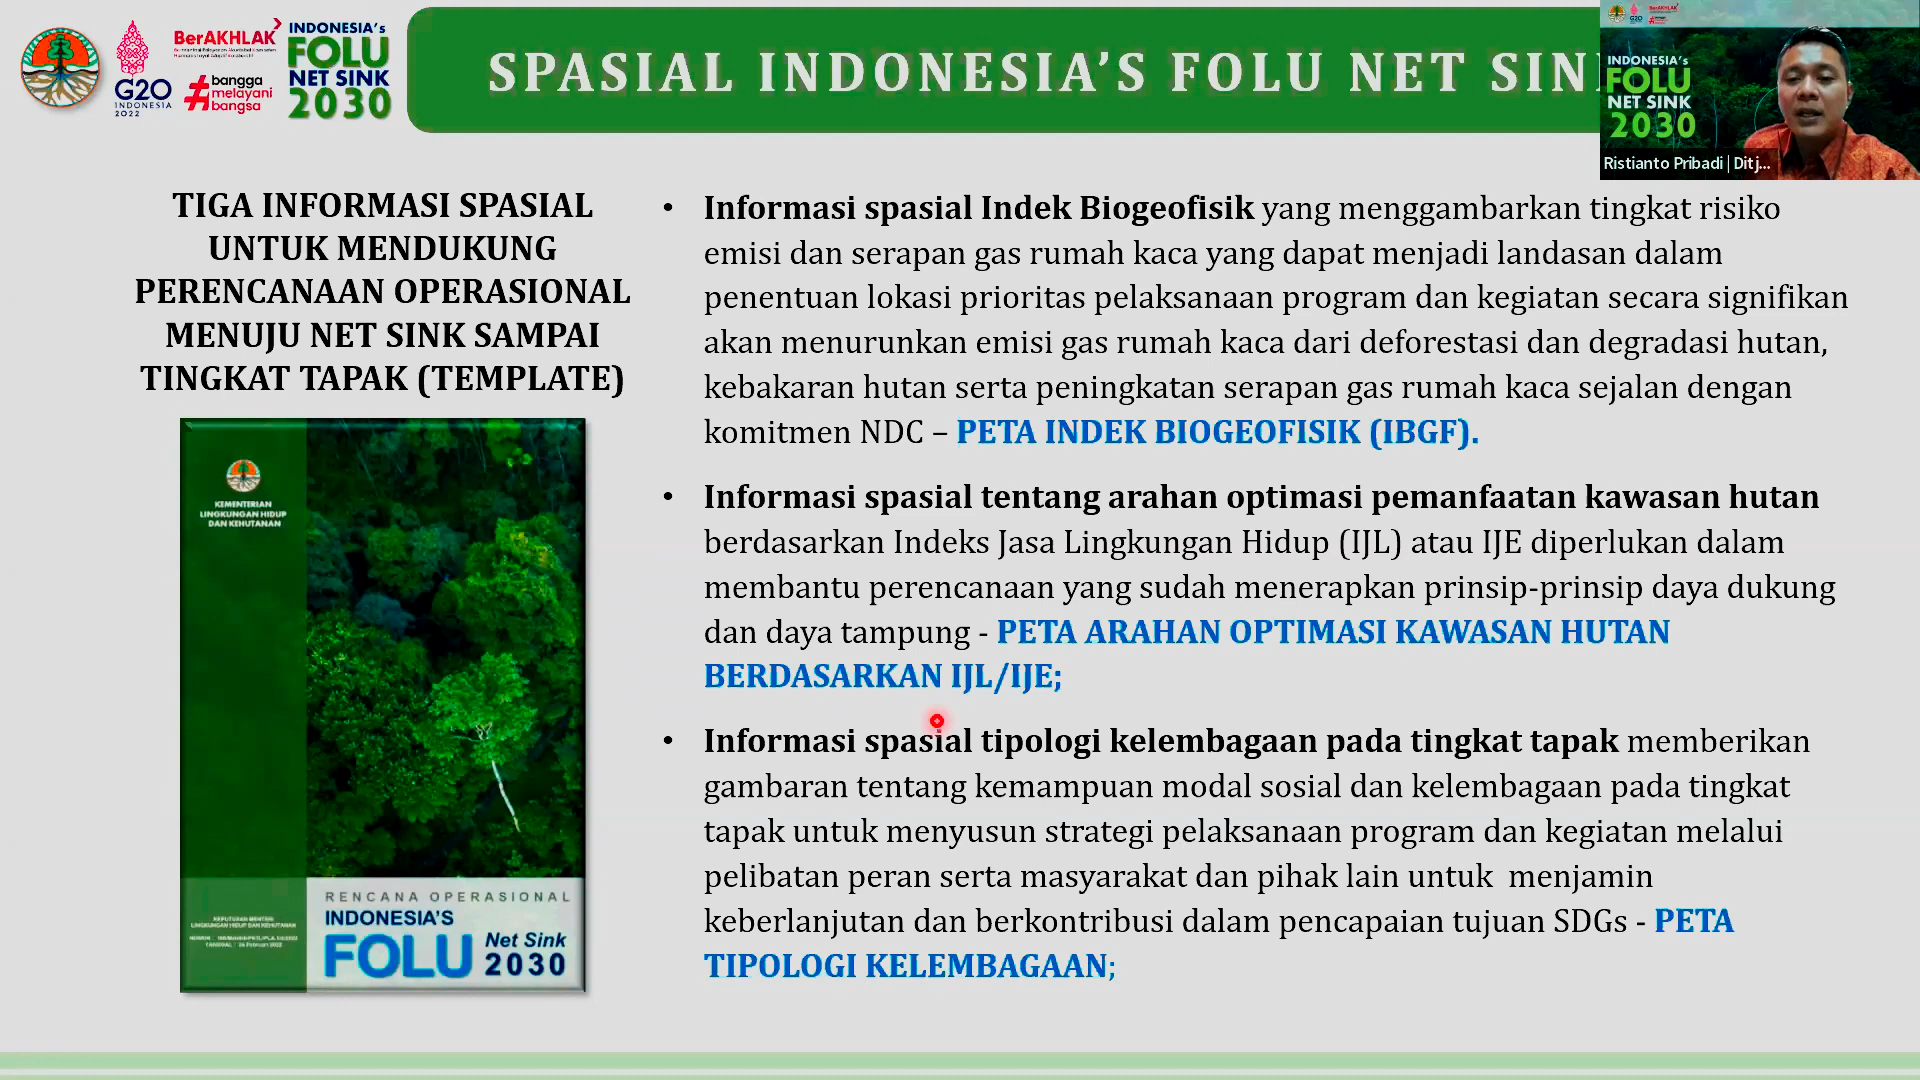 BerAKHLAK
G20
INDONESIA
2022
#bangga
melayani
bangsa
INDONESIA's
FOLU
NET SINK
2030
SPASIAL INDONESIA'S FOLU NET SIN
BerAKHLAK
G20
INDONESIA's
FOLU
NET SINK
2030
Ristianto Pribadi | Ditj...
TIGA INFORMASI SPASIAL
UNTUK MENDUKUNG
PERENCANAAN OPERASIONAL
MENUJU NET SINK SAMPAI
TINGKAT TAPAK (TEMPLATE)
KEMENTERIAN
LINGKUNGAN HIDUP
DAN KEHUTANAN
RENCANA OPERASIONAL
INDONESIA'S
FOLU Net Sink
2030
KEPUTUSAN MENTERI
LINGKUNGAN HIDUP DAN KEHUTANAN
• Informasi spasial Indek Biogeofisik yang menggambarkan tingkat risiko
emisi dan serapan gas rumah kaca yang dapat menjadi landasan dalam
penentuan lokasi prioritas pelaksanaan program dan kegiatan secara signifikan
akan menurunkan emisi gas rumah kaca dari deforestasi dan degradasi hutan,
kebakaran hutan serta peningkatan serapan gas rumah kaca sejalan dengan
komitmen NDC – PETA INDEK BIOGEOFISIK (IBGF).
• Informasi spasial tentang arahan optimasi pemanfaatan kawasan hutan
berdasarkan Indeks Jasa Lingkungan Hidup (IJL) atau IJE diperlukan dalam
membantu perencanaan yang sudah menerapkan prinsip-prinsip daya dukung
dan daya tampung - PETA ARAHAN OPTIMASI KAWASAN HUTAN
BERDASARKAN IJL/IJE;
• Informasi spasial tipologi kelembagaan pada tingkat tapak memberikan
gambaran tentang kemampuan modal sosial dan kelembagaan pada tingkat
tapak untuk menyusun strategi pelaksanaan program dan kegiatan melalui
pelibatan peran serta masyarakat dan pihak lain untuk menjamin
keberlanjutan dan berkontribusi dalam pencapaian tujuan SDGs - PETA
TIPOLOGI KELEMBAGAAN;